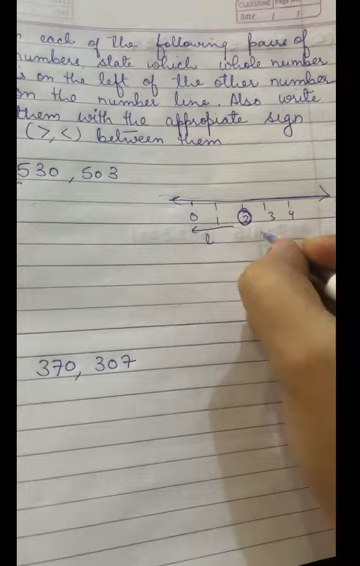 each of the following pairs of
numbers, state which whole number
is on the left of the other number
on the number line. Also write
them with the appropiate sign
(>, <) between them
530, 503
0 1 2 3 4
l
370, 307
Date